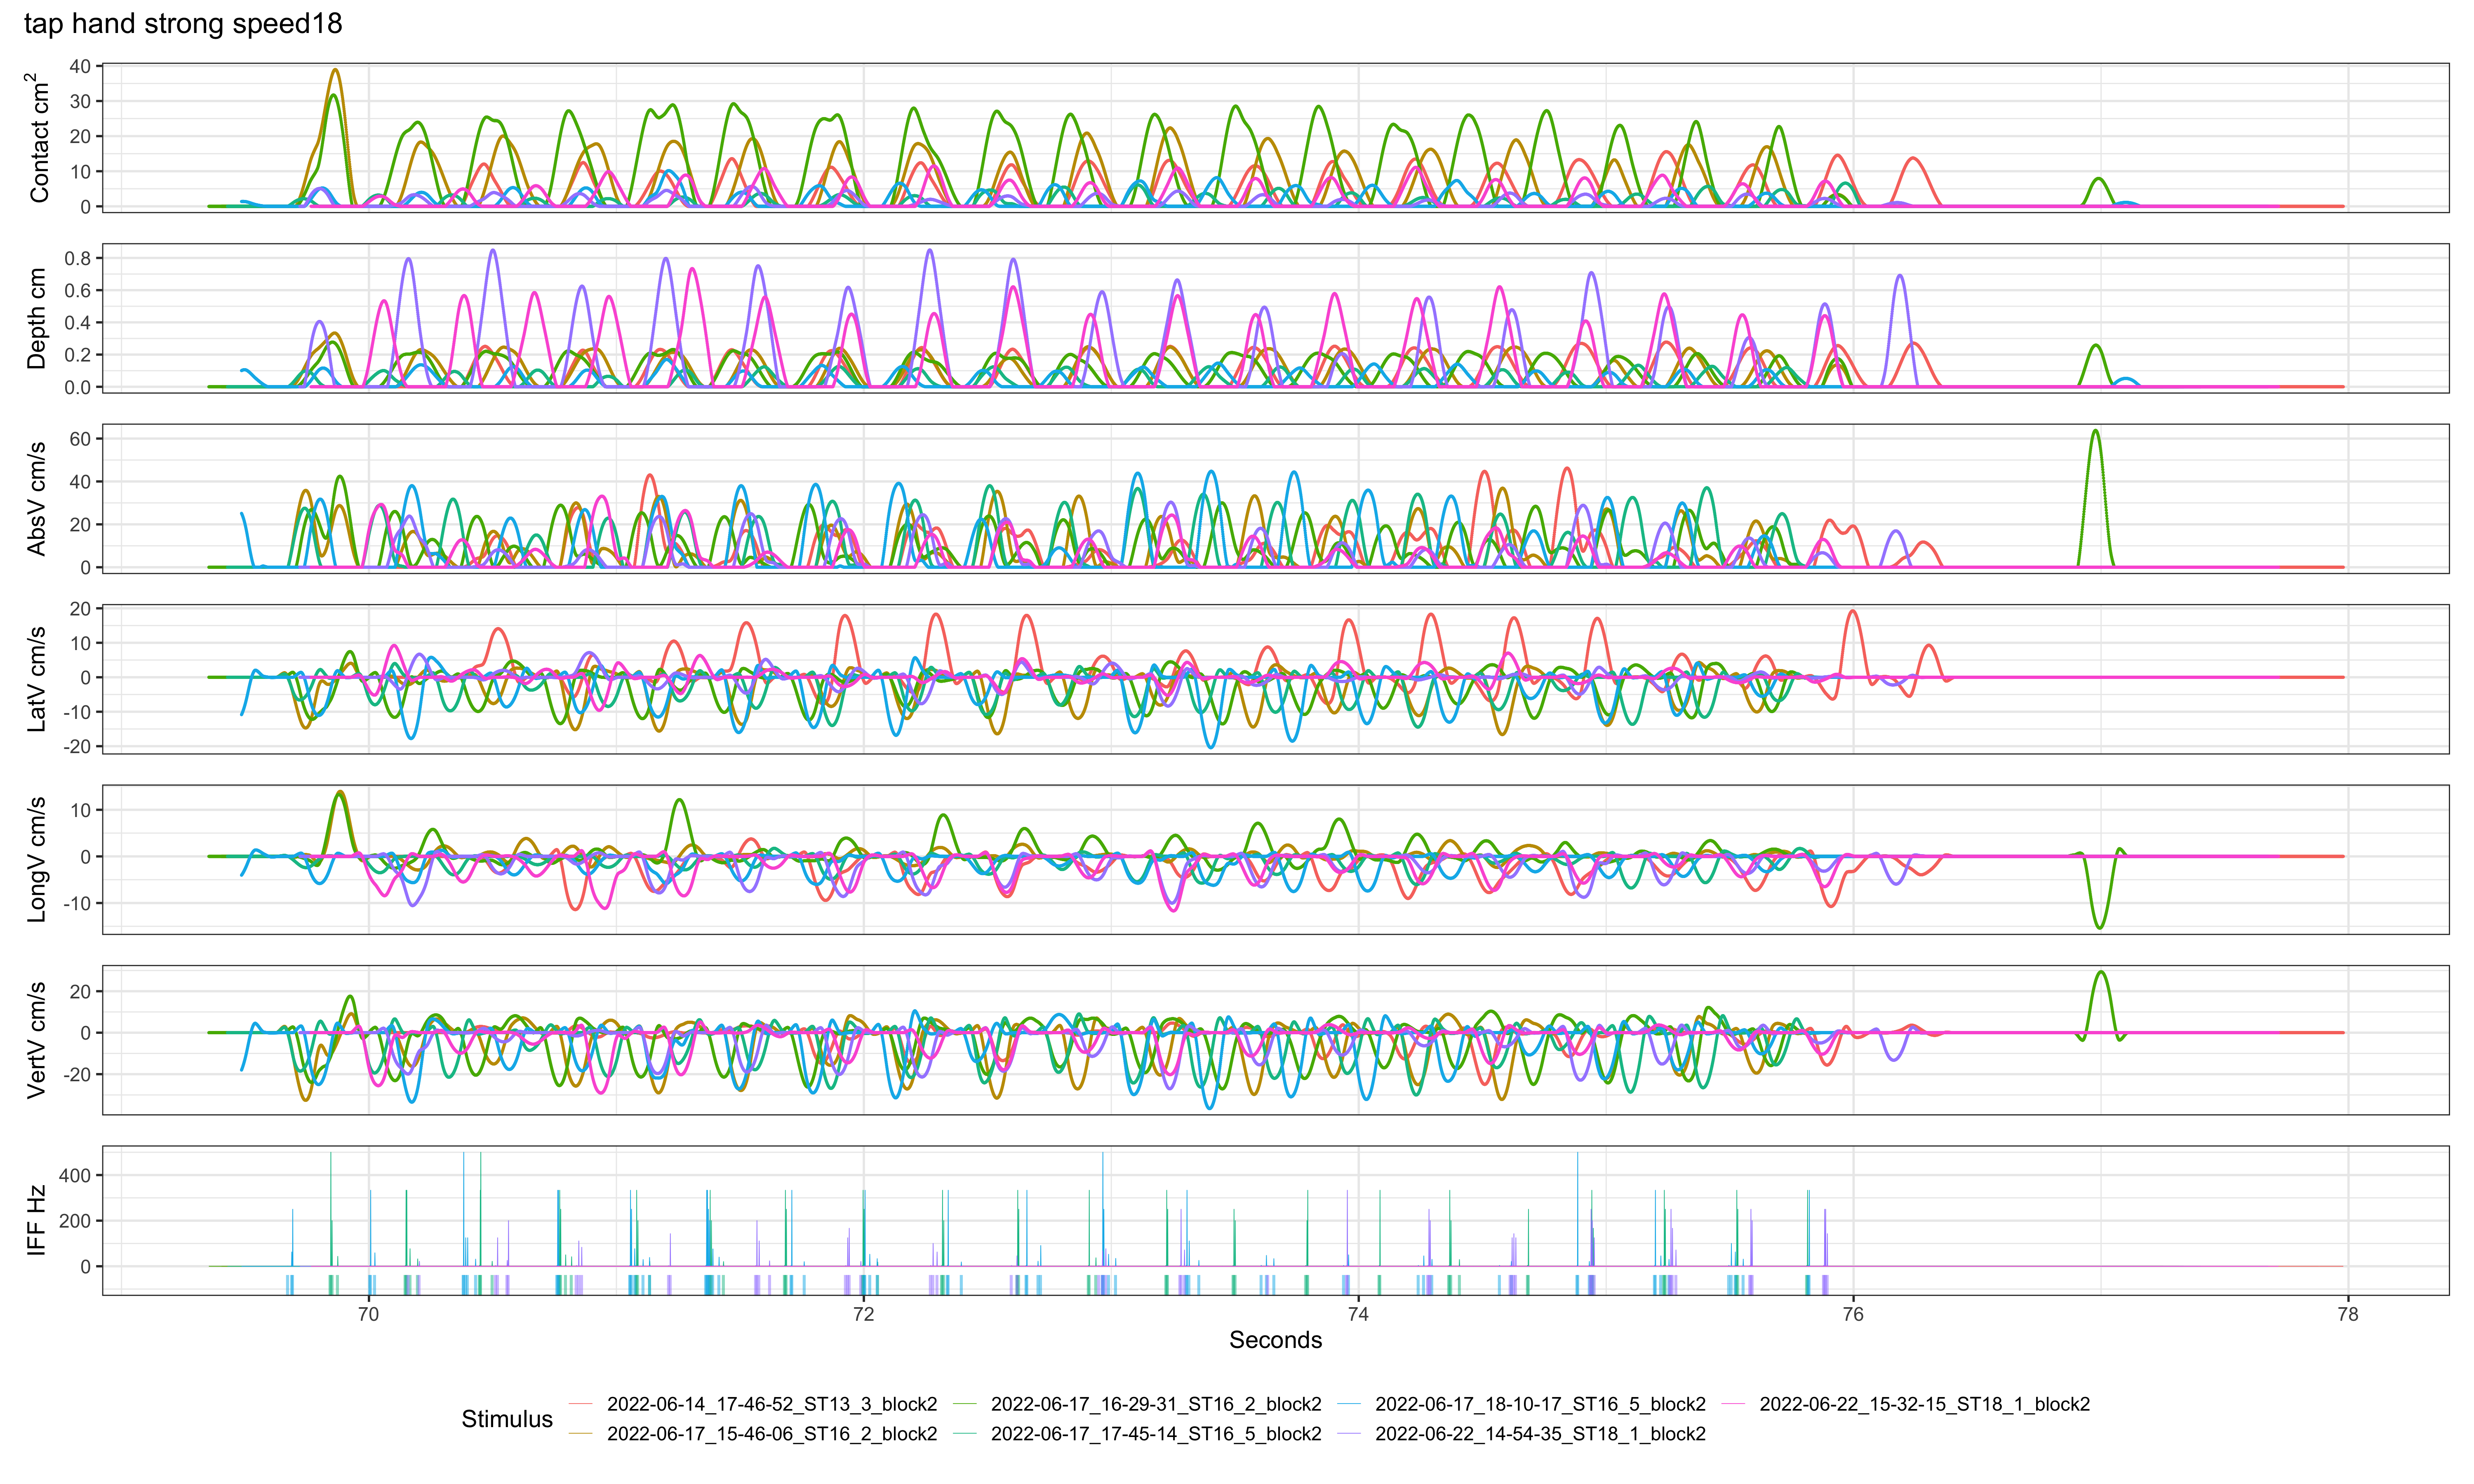 tap hand strong speed18
Contact cm²
40
30
20
10
0
Depth cm
0.8
0.6
0.4
0.2
0.0
AbsV cm/s
60
40
20
0
LatV cm/s
20
10
0
-10
-20
LongV cm/s
10
0
-10
VertV cm/s
20
0
-20
IFF Hz
400
200
0
70 72 74 76 78
Seconds
Stimulus
2022-06-14_17-46-52_ST13_3_block2 2022-06-17_16-29-31_ST16_2_block2 2022-06-17_18-10-17_ST16_5_block2 2022-06-22_15-32-15_ST18_1_block2
2022-06-17_15-46-06_ST16_2_block2 2022-06-17_17-45-14_ST16_5_block2 2022-06-22_14-54-35_ST18_1_block2